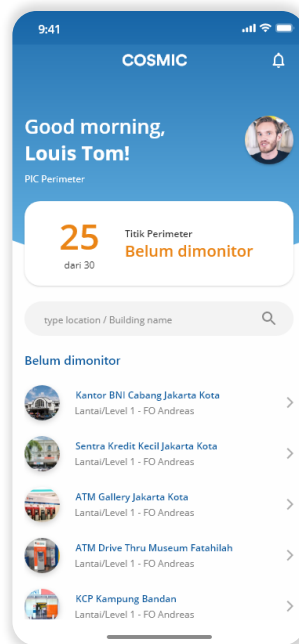 9:41
COSMIC
Good morning,
Louis Tom!
PIC Perimeter
25
dari 30
Titik Perimeter
Belum dimonitor
type location / Building name
Belum dimonitor
Kantor BNI Cabang Jakarta Kota
Lantai/Level 1 - FO Andreas
Sentra Kredit Kecil Jakarta Kota
Lantai/Level 1 - FO Andreas
ATM Gallery Jakarta Kota
Lantai/Level 1 - FO Andreas
ATM Drive Thru Museum Fatahilah
Lantai/Level 1 - FO Andreas
KCP Kampung Bandan
Lantai/Level 1 - FO Andreas